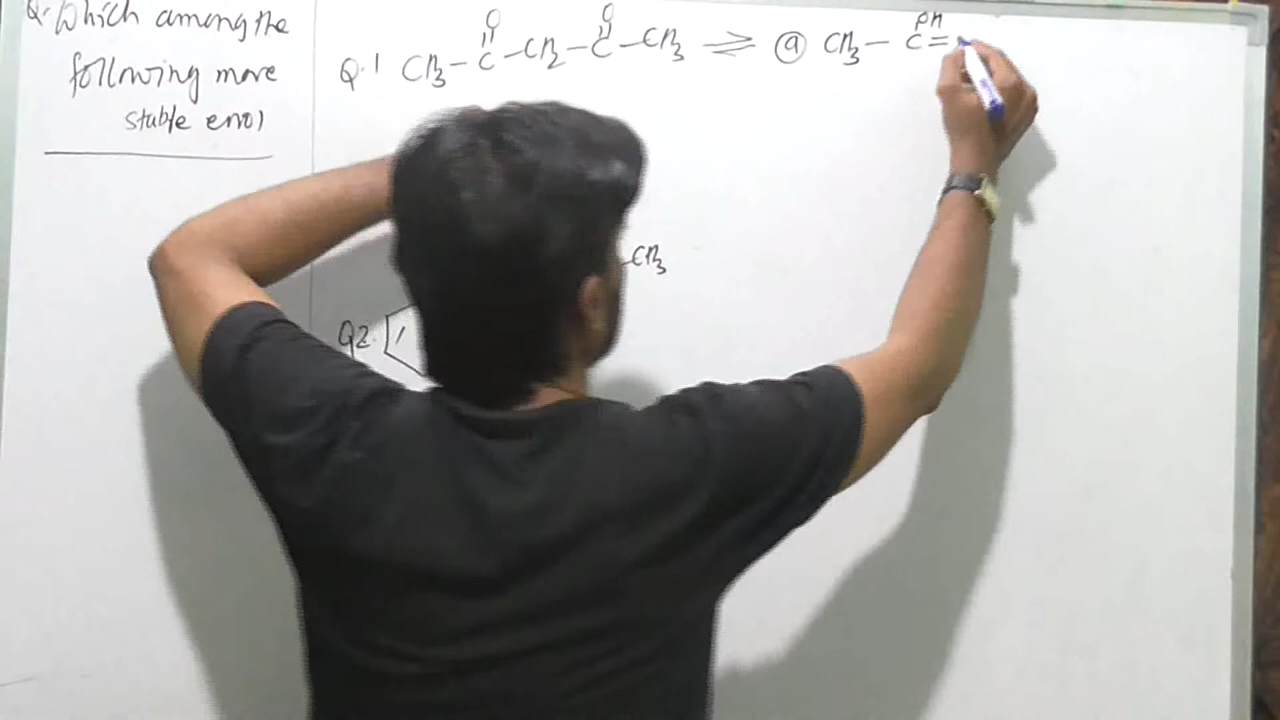 Q. Which among the
following more
stable enol
O O
Q.1 CH3 – C – CH2 – C – CH3 ⇌ ⓐ CH3 – C =
OH
CH3
Q2.